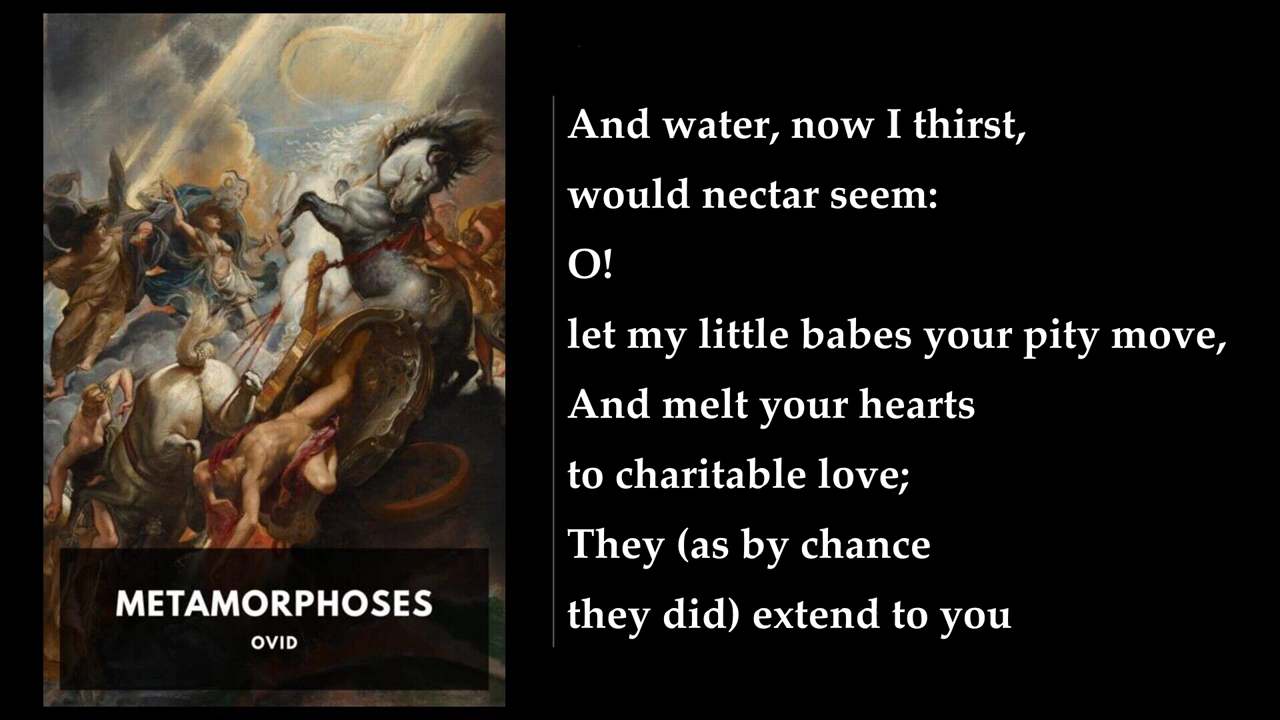 METAMORPHOSES
OVID
And water, now I thirst,
would nectar seem:
O!
let my little babes your pity move,
And melt your hearts
to charitable love;
They (as by chance
they did) extend to you